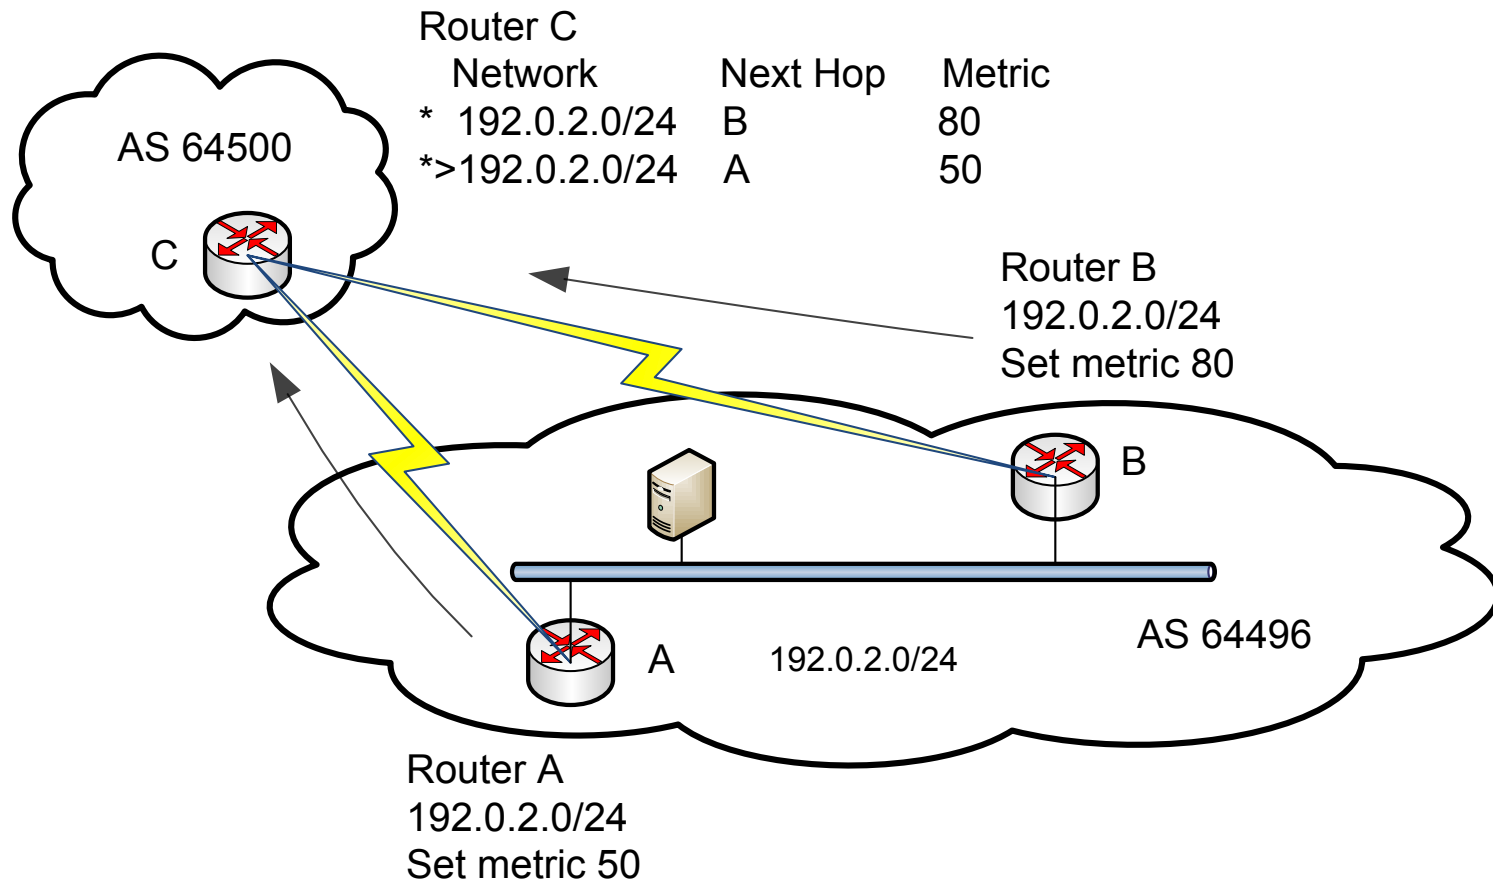 Router C
Network Next Hop Metric
* 192.0.2.0/24 B 80
*>192.0.2.0/24 A 50
AS 64500
C
Router B
192.0.2.0/24
Set metric 80
B
AS 64496
A
192.0.2.0/24
Router A
192.0.2.0/24
Set metric 50